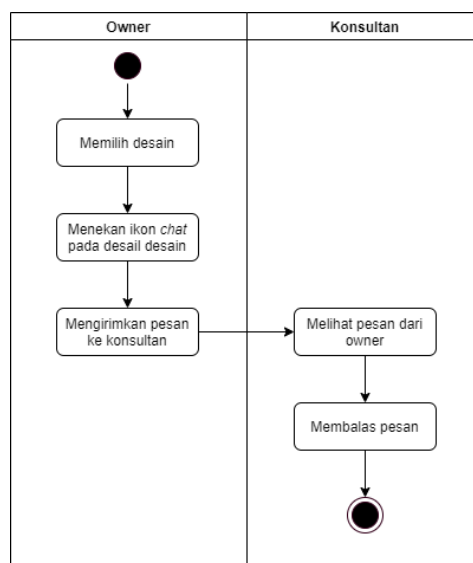 Owner
Konsultan
Memilih desain
Menekan ikon chat
pada desail desain
Mengirimkan pesan
ke konsultan
Melihat pesan dari
owner
Membalas pesan